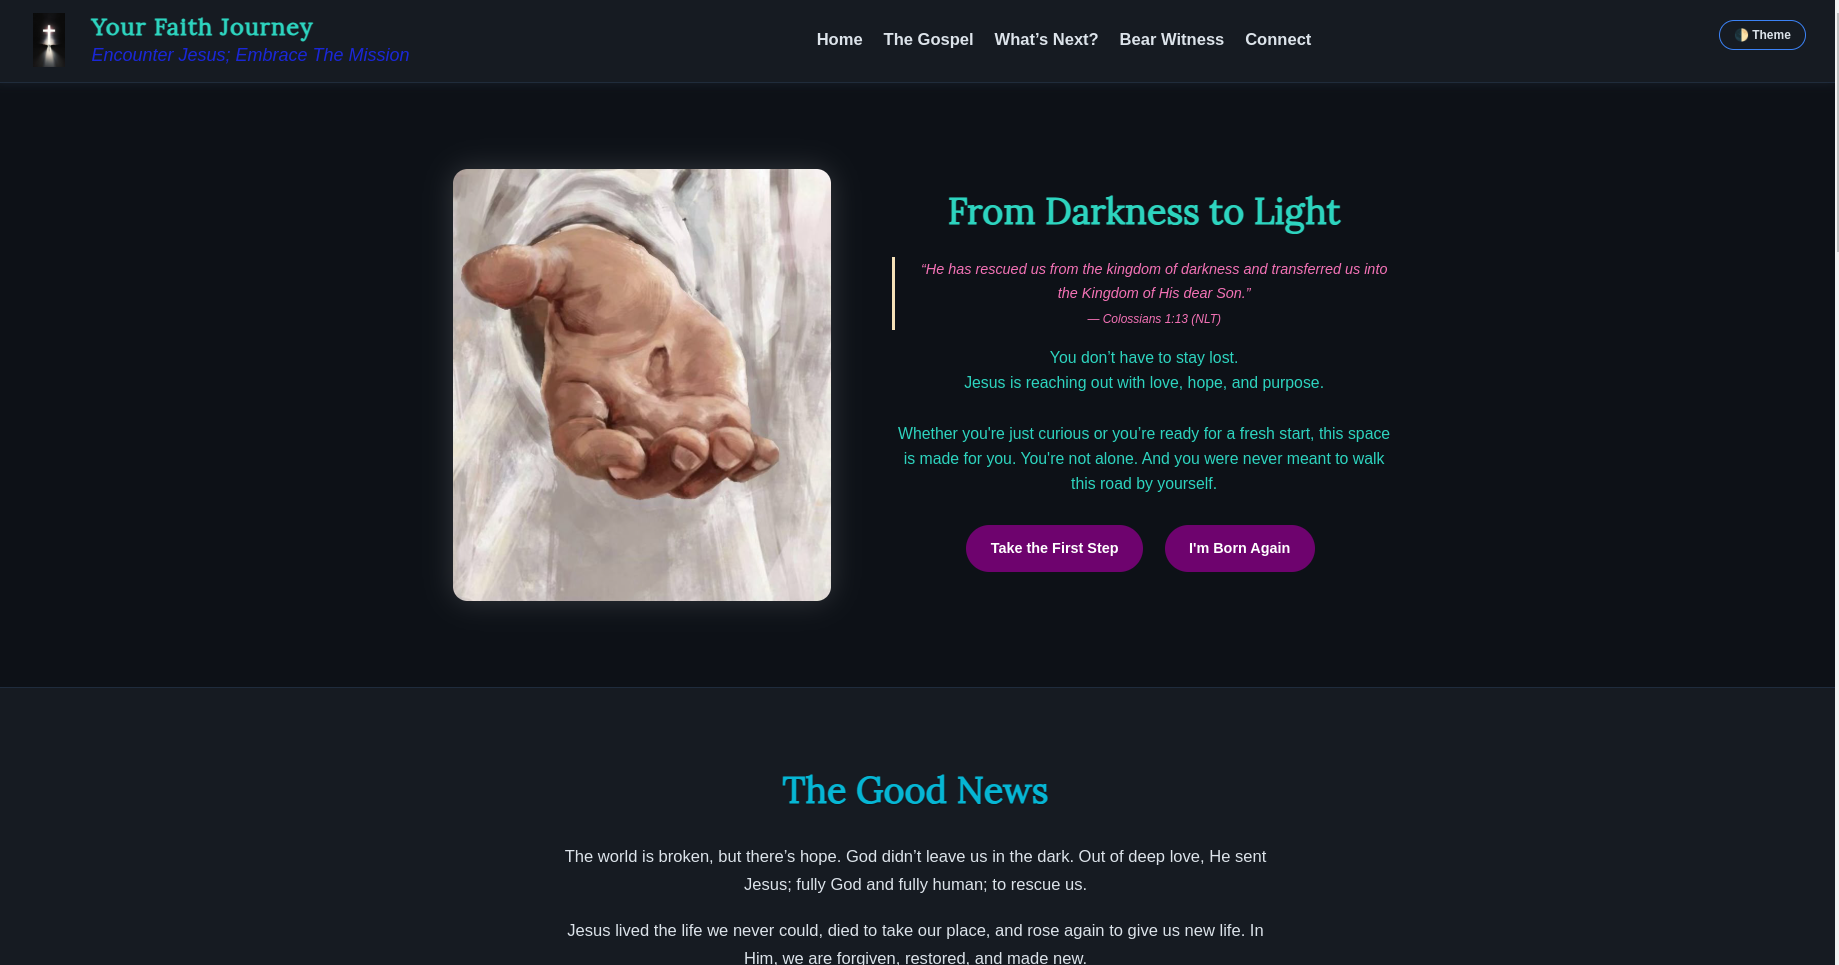 Your Faith Journey
Encounter Jesus; Embrace The Mission
Home
The Gospel
What’s Next?
Bear Witness
Connect
Theme
From Darkness to Light
“He has rescued us from the kingdom of darkness and transferred us into
the Kingdom of His dear Son.”
— Colossians 1:13 (NLT)
You don’t have to stay lost.
Jesus is reaching out with love, hope, and purpose.
Whether you're just curious or you’re ready for a fresh start, this space
is made for you. You're not alone. And you were never meant to walk
this road by yourself.
Take the First Step
I'm Born Again
The Good News
The world is broken, but there’s hope. God didn’t leave us in the dark. Out of deep love, He sent
Jesus; fully God and fully human; to rescue us.
Jesus lived the life we never could, died to take our place, and rose again to give us new life. In
Him, we are forgiven, restored, and made new.